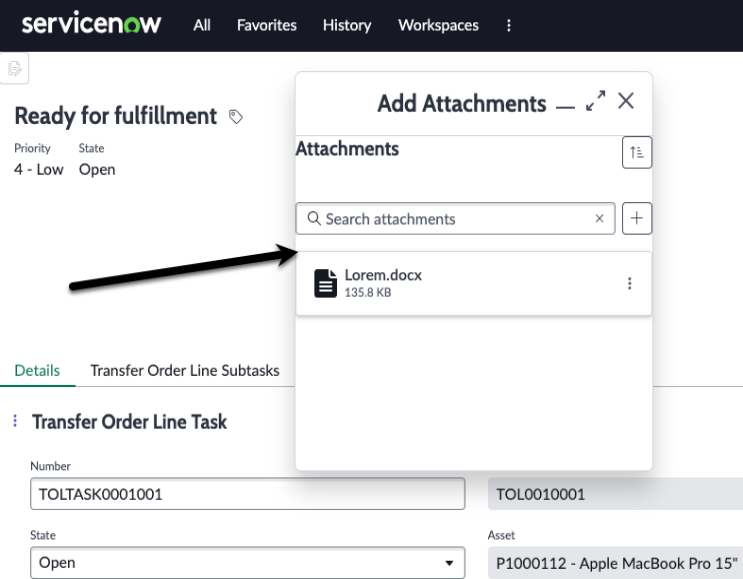 servicenow All Favorites History Workspaces
Add Attachments
Ready for fulfillment
Priority State
4 - Low Open
Attachments
Search attachments
Lorem.docx
135.8 KB
Details Transfer Order Line Subtasks
Transfer Order Line Task
Number
TOLTASK0001001 TOL0010001
State Asset
Open P1000112 - Apple MacBook Pro 15"